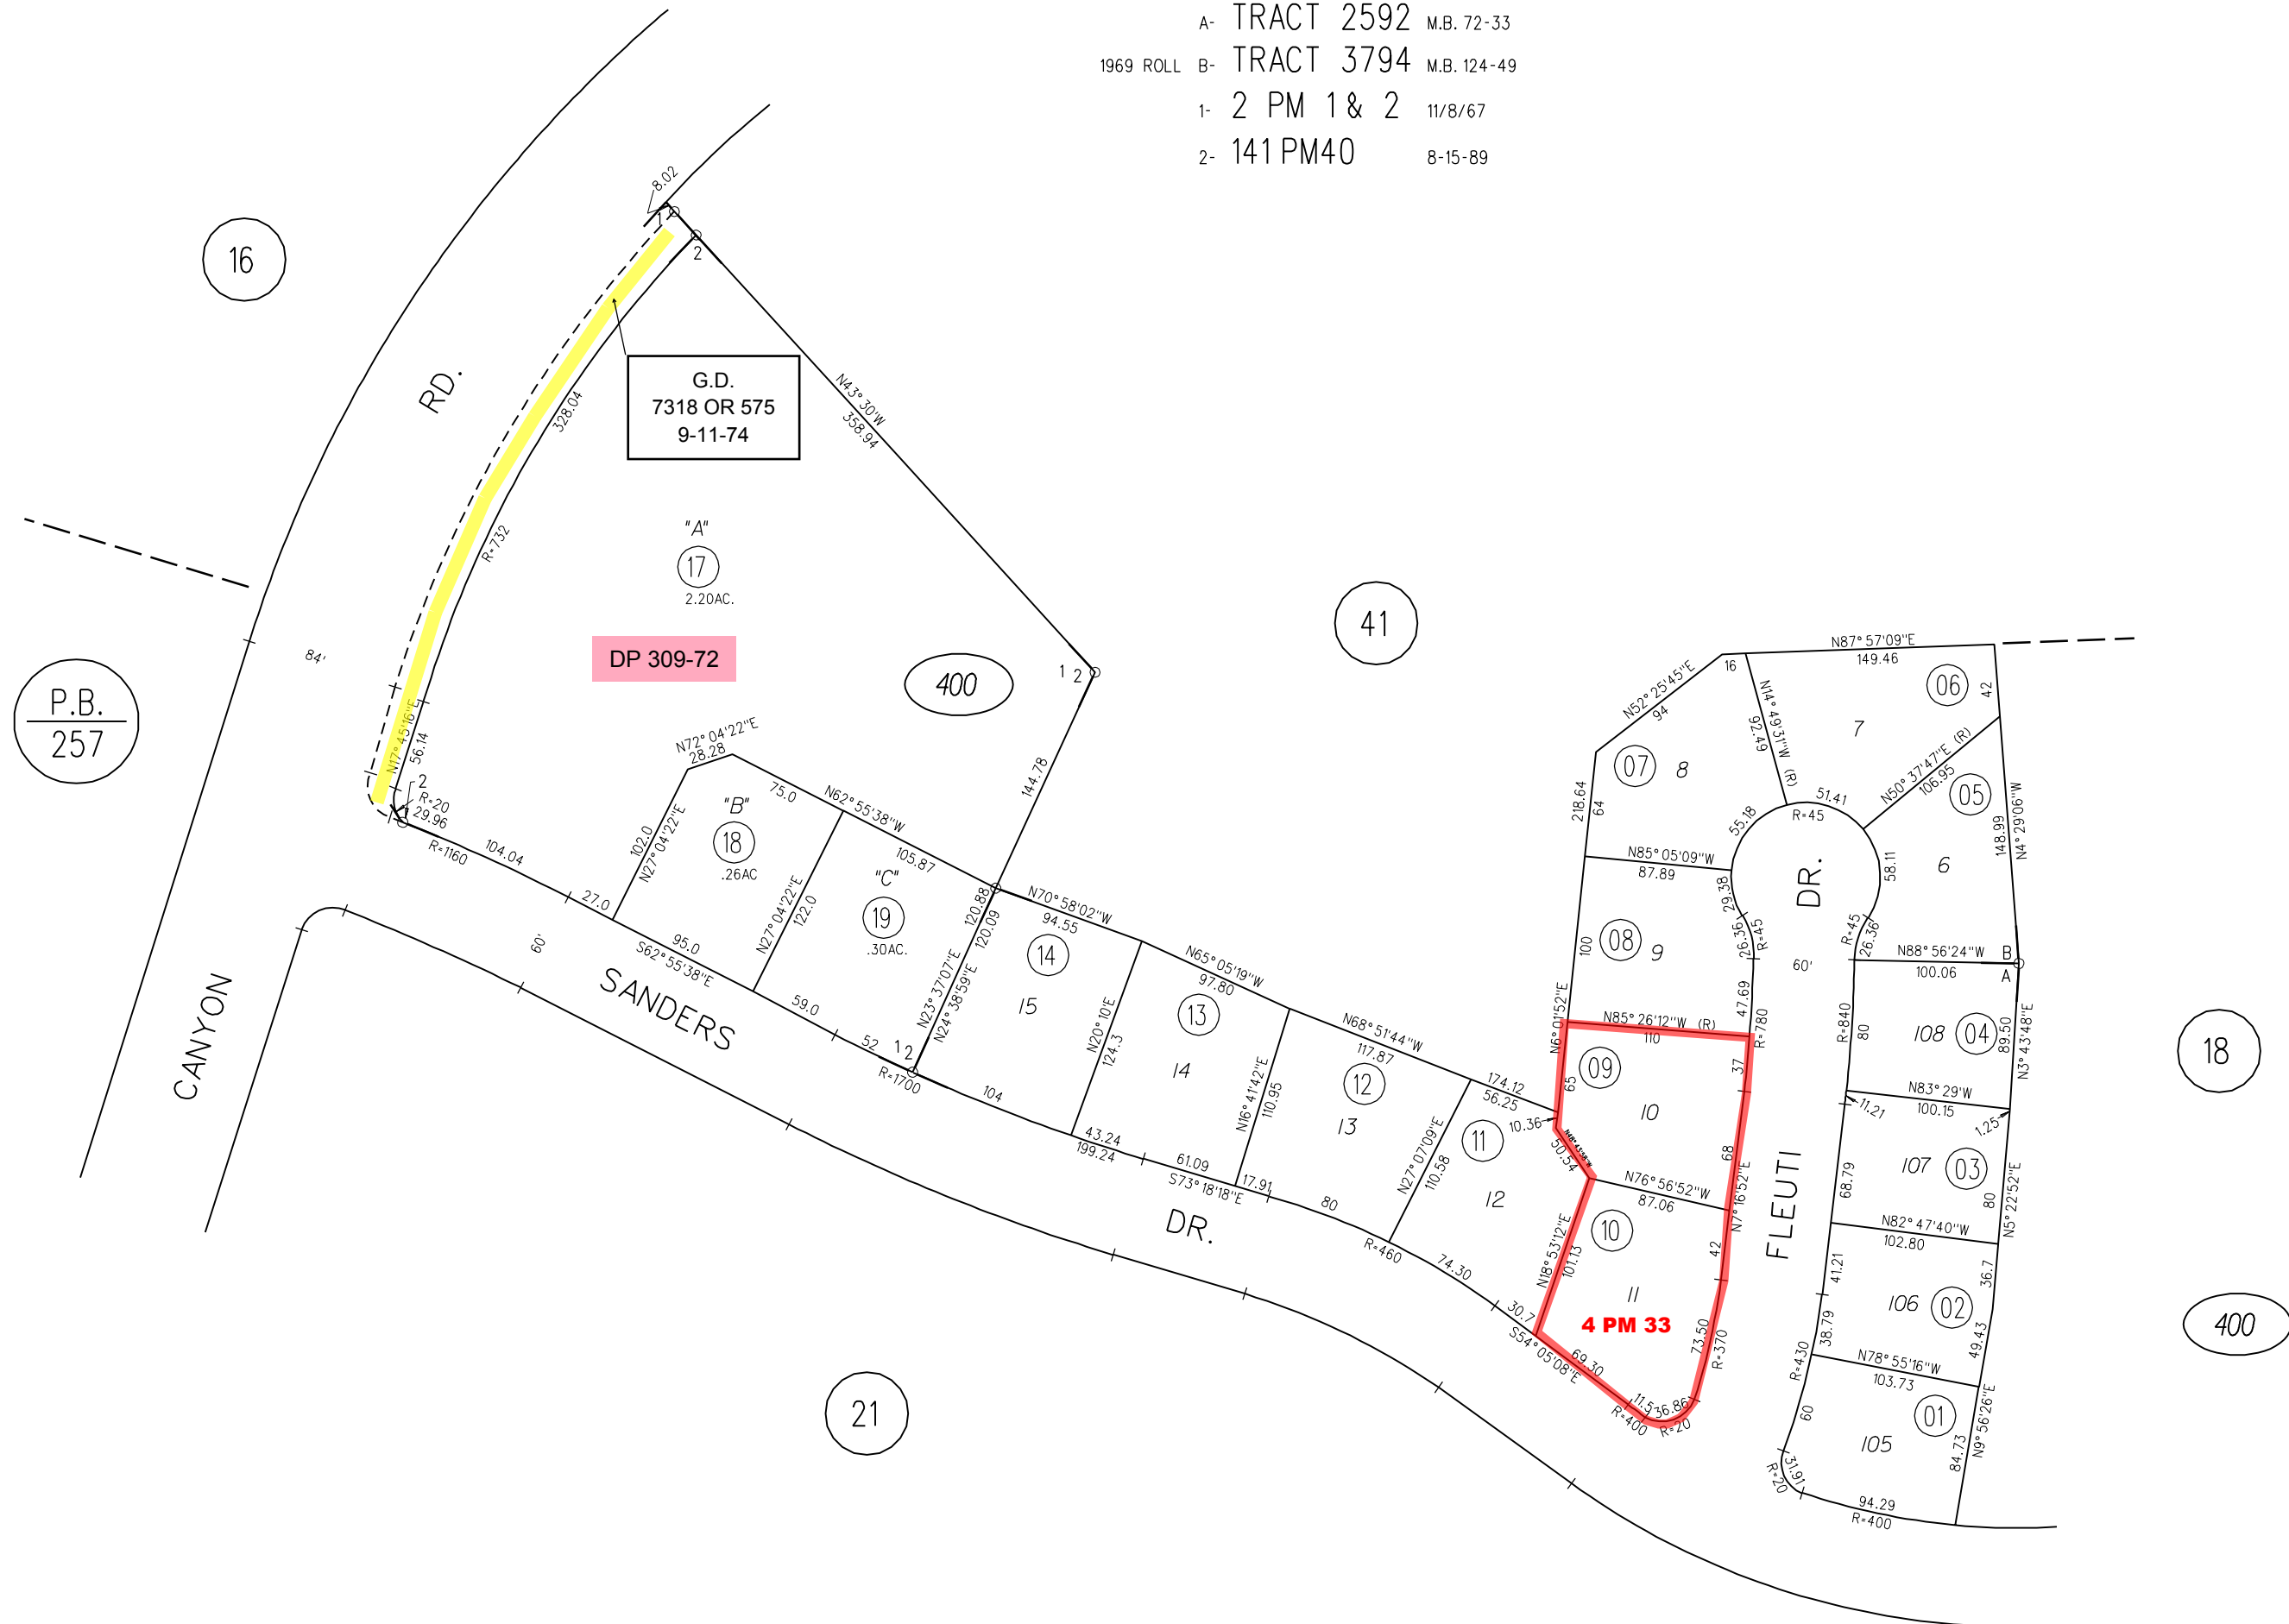 A- TRACT 2592 M.B. 72-33
1969 ROLL B- TRACT 3794 M.B. 124-49
1- 2 PM 1 & 2 11/8/67
2- 141 PM40 8-15-89
16
8.02
1
2
RD.
G.D.
7318 OR 575
9-11-74
328.04
R=732
N43°30'W
358.94
"A"
17
2.20AC.
DP 309-72
400
41
1 2
84'
P.B.
257
N17°45'16"E
56.14
2
1
R=20
29.96
R=1160
104.04
27.0
N72°04'22"E
28.28
75.0
N62°55'38"W
105.87
144.78
102.0
N27°04'22"E
"B"
18
.26AC
N27°04'22"E
122.0
"C"
19
.30AC.
95.0
S62°55'38"E
59.0
52
1 2
R=1700
120.88
120.09
N23°37'07"E
N24°38'59"E
60'
CANYON
SANDERS
DR.
21
N70°58'02"W
94.55
14
15
104
N20°10'E
124.3
N65°05'19"W
97.80
13
14
43.24
199.24
61.09
S73°18'18"E
17.91
N16°41'42"E
110.95
N68°51'44"W
117.87
12
13
80
R=460
N27°07'09"E
110.58
174.12
56.25
10.36
11
12
74.30
30.7
S54°05'08"E
50.54
N18°53'12"E
101.13
N87°57'09"E
149.46
16
N52°25'45"E
94
N14°49'31"W (R)
92.49
06
42
7
N50°37'47"E (R)
106.95
05
07 8
218.64
64
55.18
51.41
R=45
58.11
6
148.99
N4°29'06"W
N85°05'09"W
87.89
29.38
26.36
R=45
DR.
60'
R=45
26.36
N88°56'24"W
100.06
B
A
100
08
9
47.69
R=780
N6°01'52"E
N85°26'12"W (R)
110
65
09
10
37
68
N76°56'52"W
87.06
N7°16'52"E
10
42
11
4 PM 33
73.50
R=370
69.30
11.5
R=400
36.86
R=20
FLEUTI
R=840
80
108 04
89.50
N3°43'48"E
N83°29'W
100.15
11.21
1.25
107 03
68.79
80
N5°22'52"E
N82°47'40"W
102.80
41.21
36.7
106 02
38.79
49.43
R=430
N78°55'16"W
103.73
01
60
105
84.73
N9°56'26"E
31.91
R=20
94.29
R=400
18
400